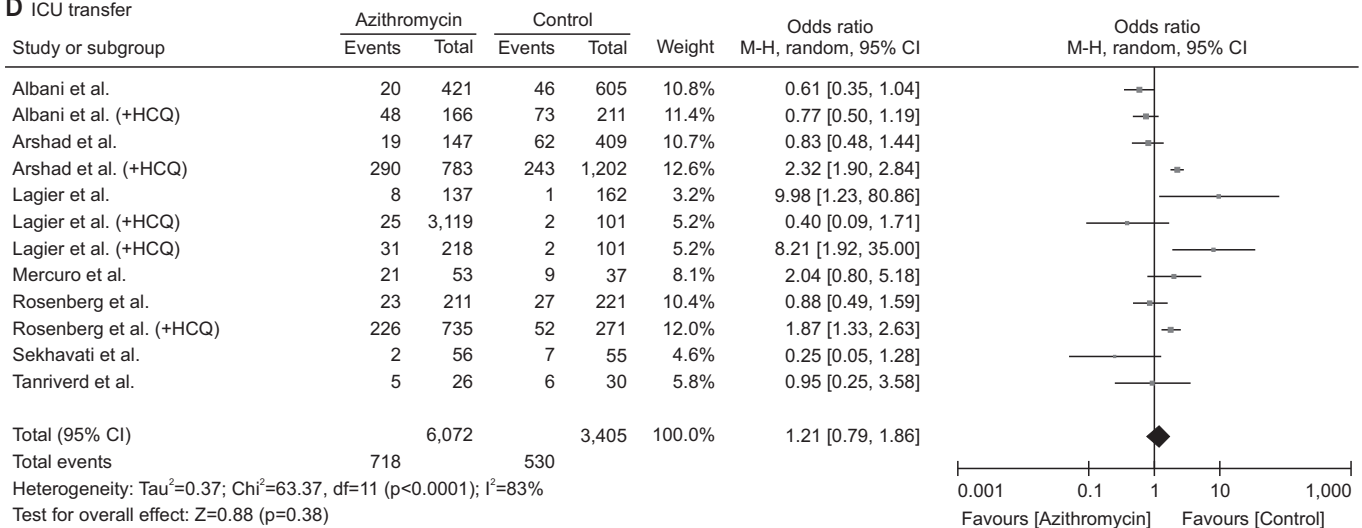 D ICU transfer
Azithromycin Control Odds ratio Odds ratio
Study or subgroup Events Total Events Total Weight M-H, random, 95% CI M-H, random, 95% CI
Albani et al. 20 421 46 605 10.8% 0.61 [0.35, 1.04]
Albani et al. (+HCQ) 48 166 73 211 11.4% 0.77 [0.50, 1.19]
Arshad et al. 19 147 62 409 10.7% 0.83 [0.48, 1.44]
Arshad et al. (+HCQ) 290 783 243 1,202 12.6% 2.32 [1.90, 2.84]
Lagier et al. 8 137 1 162 3.2% 9.98 [1.23, 80.86]
Lagier et al. (+HCQ) 25 3,119 2 101 5.2% 0.40 [0.09, 1.71]
Lagier et al. (+HCQ) 31 218 2 101 5.2% 8.21 [1.92, 35.00]
Mercuro et al. 21 53 9 37 8.1% 2.04 [0.80, 5.18]
Rosenberg et al. 23 211 27 221 10.4% 0.88 [0.49, 1.59]
Rosenberg et al. (+HCQ) 226 735 52 271 12.0% 1.87 [1.33, 2.63]
Sekhavati et al. 2 56 7 55 4.6% 0.25 [0.05, 1.28]
Tanriverd et al. 5 26 6 30 5.8% 0.95 [0.25, 3.58]
Total (95% CI) 6,072 3,405 100.0% 1.21 [0.79, 1.86]
Total events 718 530
Heterogeneity: Tau²=0.37; Chi²=63.37, df=11 (p<0.0001); I²=83%
Test for overall effect: Z=0.88 (p=0.38)
0.001 0.1 1 10 1,000
Favours [Azithromycin] Favours [Control]